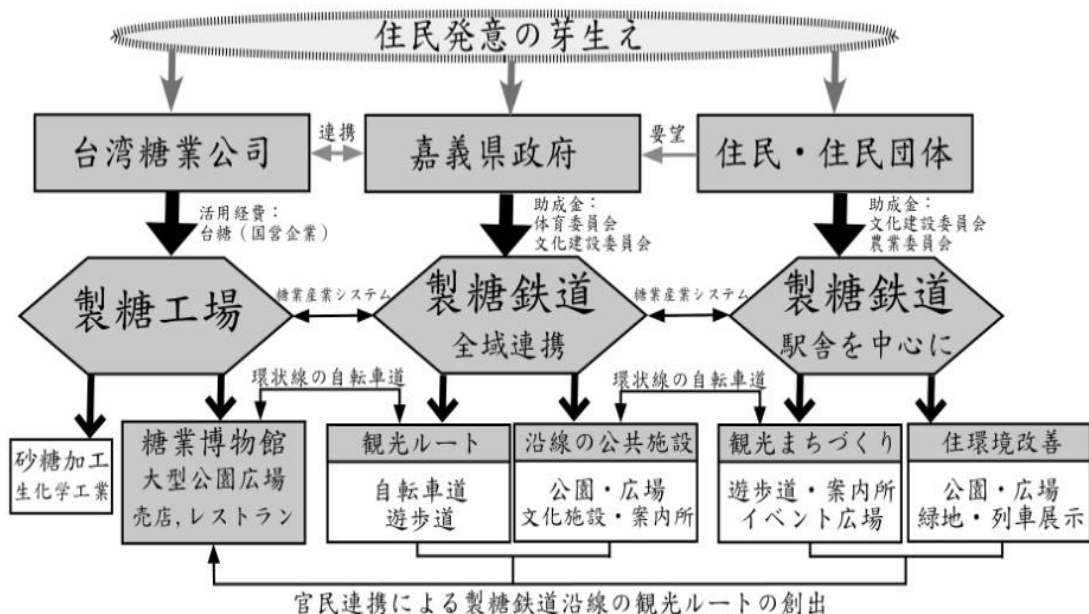 住民発意の芽生え
台湾糖業公司
連携
嘉義県政府
要望
住民・住民団体
活用経費：
台糖（国営企業）
助成金：
体育委員会
文化建設委員会
助成金：
文化建設委員会
農業委員会
製糖工場
糖業産業システム
製糖鉄道
全域連携
糖業産業システム
製糖鉄道
駅舎を中心に
環状線の自転車道
環状線の自転車道
砂糖加工
生化学工業
糖業博物館
大型公園広場
売店,レストラン
観光ルート
自転車道
遊歩道
沿線の公共施設
公園・広場
文化施設・案内所
観光まちづくり
遊歩道・案内所
イベント広場
住環境改善
公園・広場
緑地・列車展示
官民連携による製糖鉄道沿線の観光ルートの創出